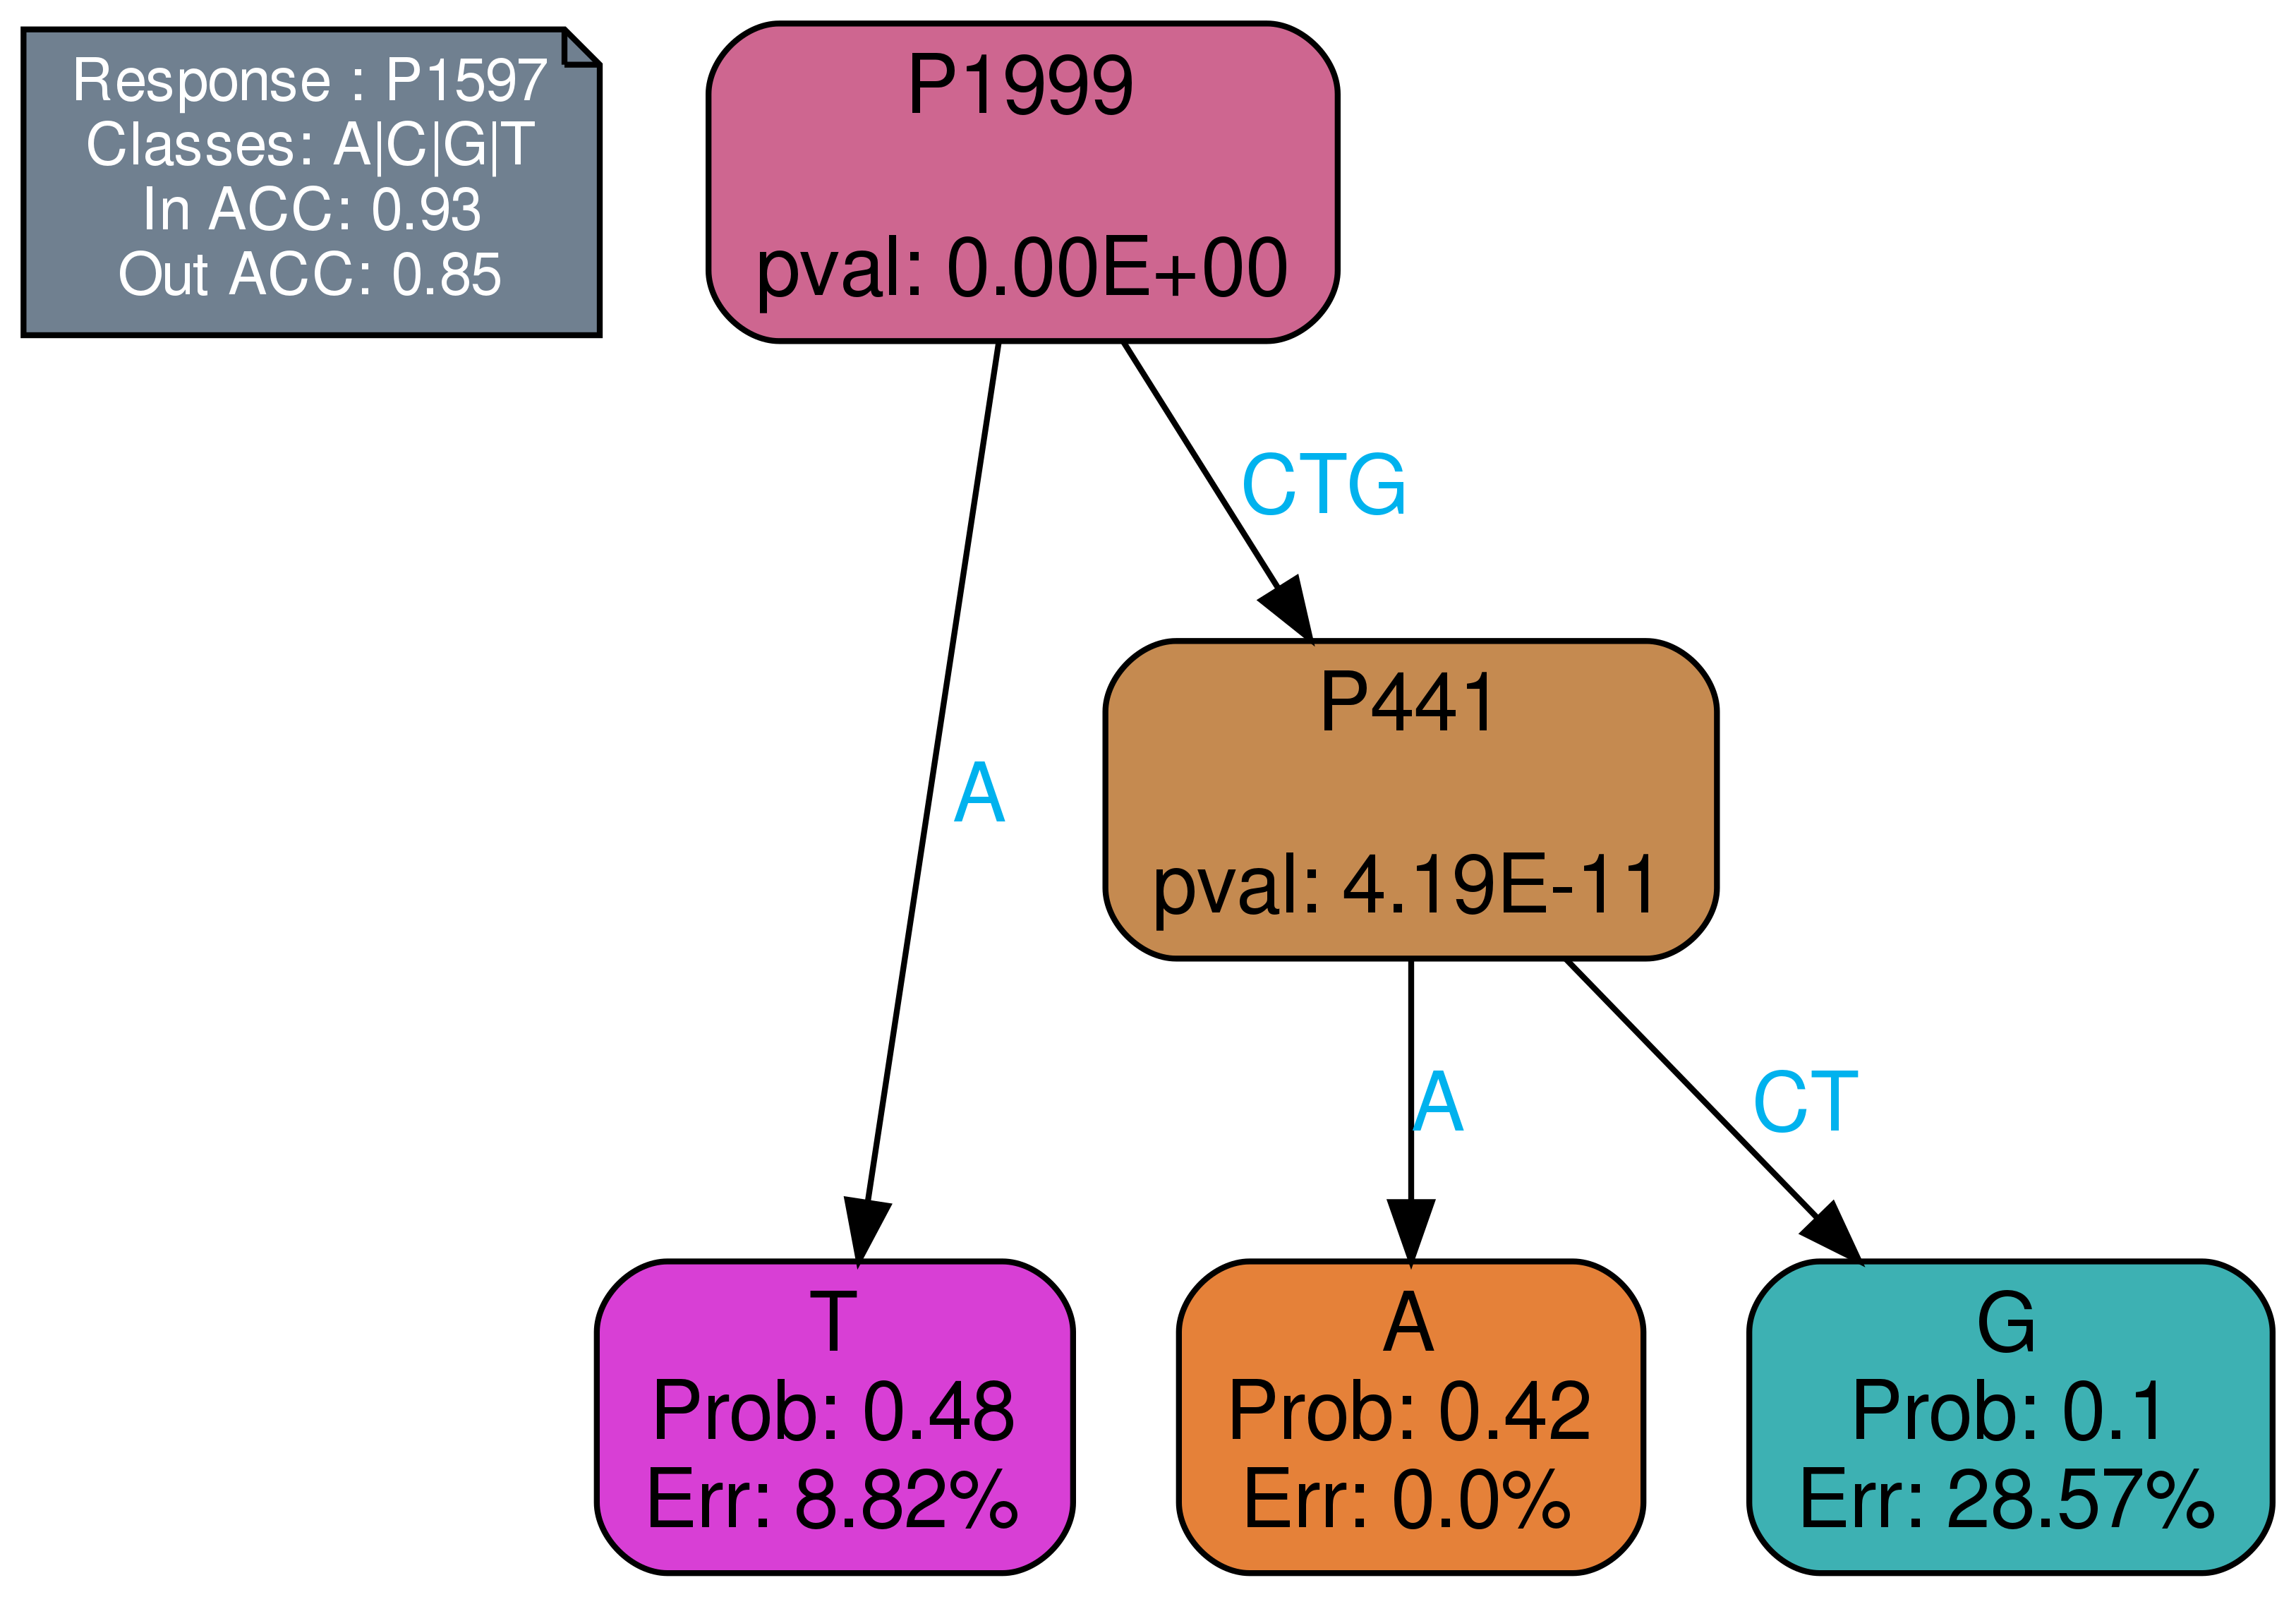 Response : P1597
Classes: A|C|G|T
In ACC: 0.93
Out ACC: 0.85
P1999
pval: 0.00E+00
CTG
A
P441
pval: 4.19E-11
A
CT
T
Prob: 0.48
Err: 8.82%
A
Prob: 0.42
Err: 0.0%
G
Prob: 0.1
Err: 28.57%